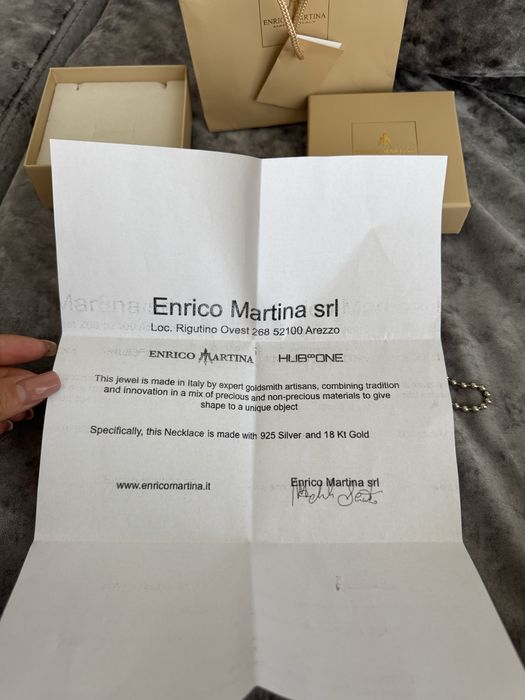 ENRICO MARTINA
Enrico Martina srl
Loc. Rigutino Ovest 268 52100 Arezzo
ENRICO MARTINA HUB∞ONE
This jewel is made in Italy by expert goldsmith artisans, combining tradition
and innovation in a mix of precious and non-precious materials to give
shape to a unique object
Specifically, this Necklace is made with 925 Silver and 18 Kt Gold
www.enricomartina.it
Enrico Martina srl